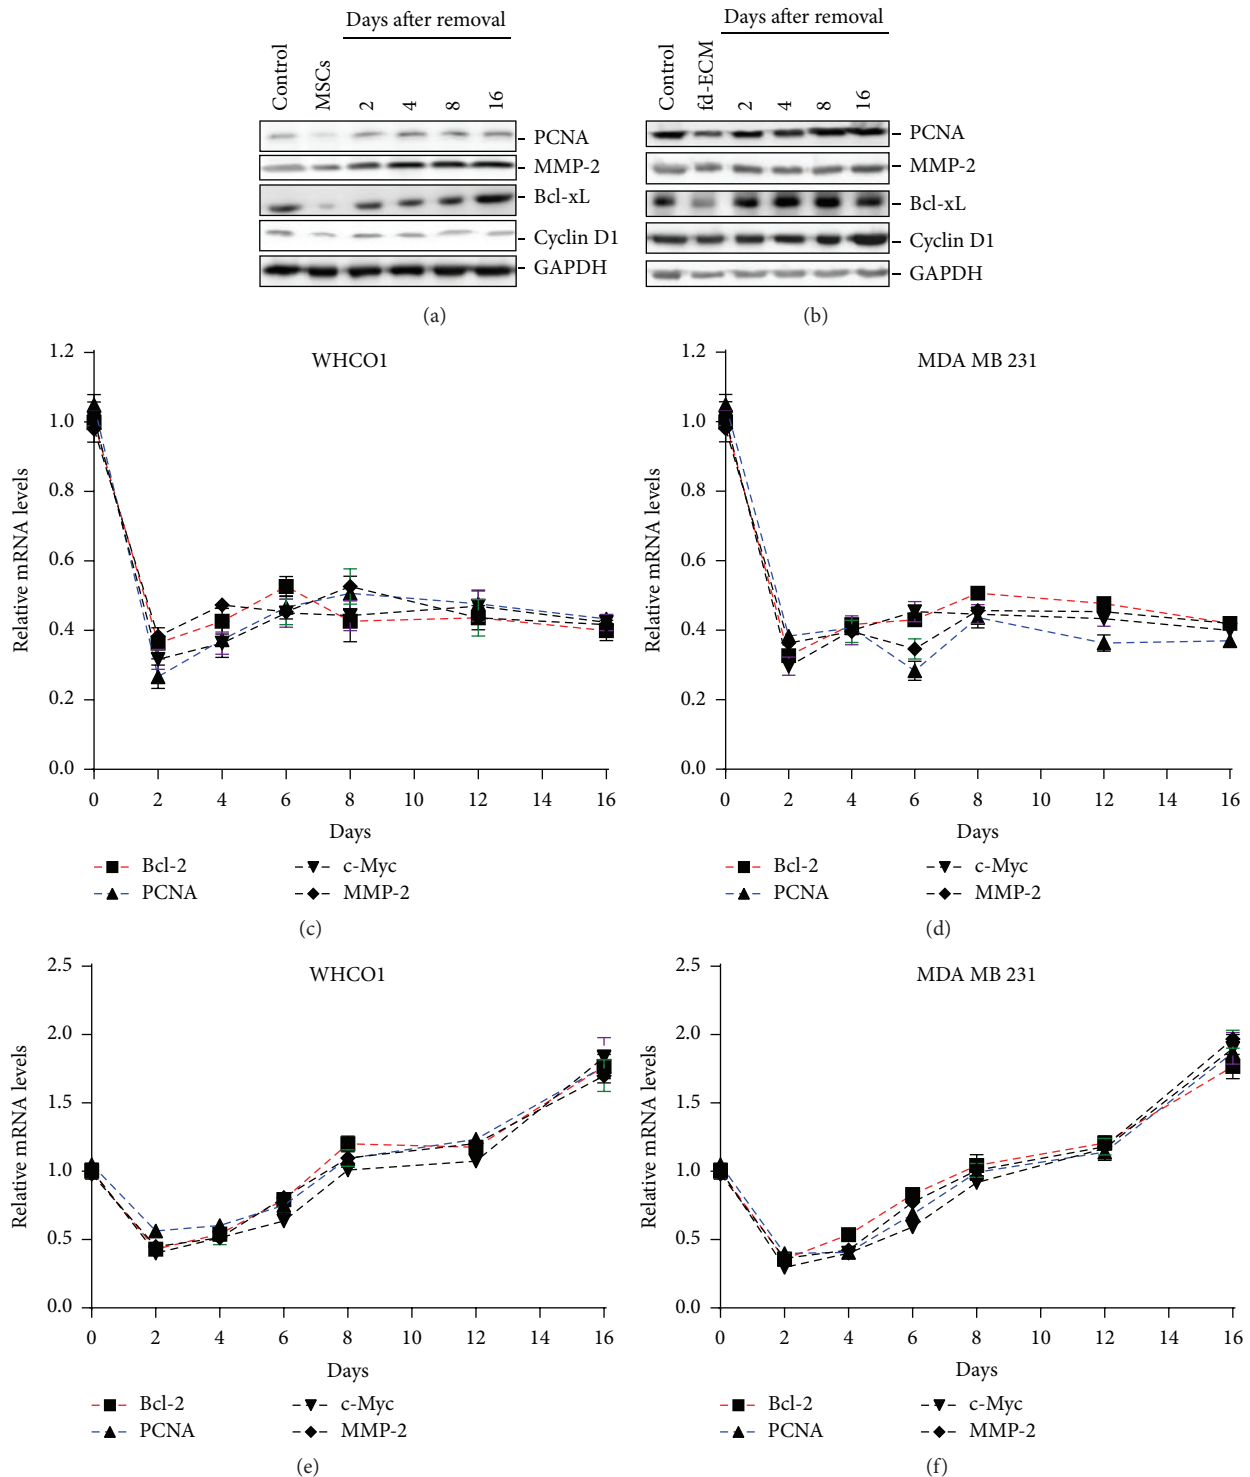 Days after removal
Control
MSCs
2
4
8
16
PCNA
MMP-2
Bcl-xL
Cyclin D1
GAPDH
(a)
Days after removal
Control
fd-ECM
2
4
8
16
PCNA
MMP-2
Bcl-xL
Cyclin D1
GAPDH
(b)
WHCO1
Relative mRNA levels
1.2
1.0
0.8
0.6
0.4
0.2
0.0
0 2 4 6 8 12 16
Days
Bcl-2
PCNA
c-Myc
MMP-2
(c)
MDA MB 231
Relative mRNA levels
1.2
1.0
0.8
0.6
0.4
0.2
0.0
0 2 4 6 8 10 12 14 16
Days
Bcl-2
PCNA
c-Myc
MMP-2
(d)
WHCO1
Relative mRNA levels
2.5
2.0
1.5
1.0
0.5
0.0
0 2 4 6 8 10 12 14 16
Days
Bcl-2
PCNA
c-Myc
MMP-2
(e)
MDA MB 231
Relative mRNA levels
2.5
2.0
1.5
1.0
0.5
0.0
0 2 4 6 8 10 12 14 16
Days
Bcl-2
PCNA
c-Myc
MMP-2
(f)